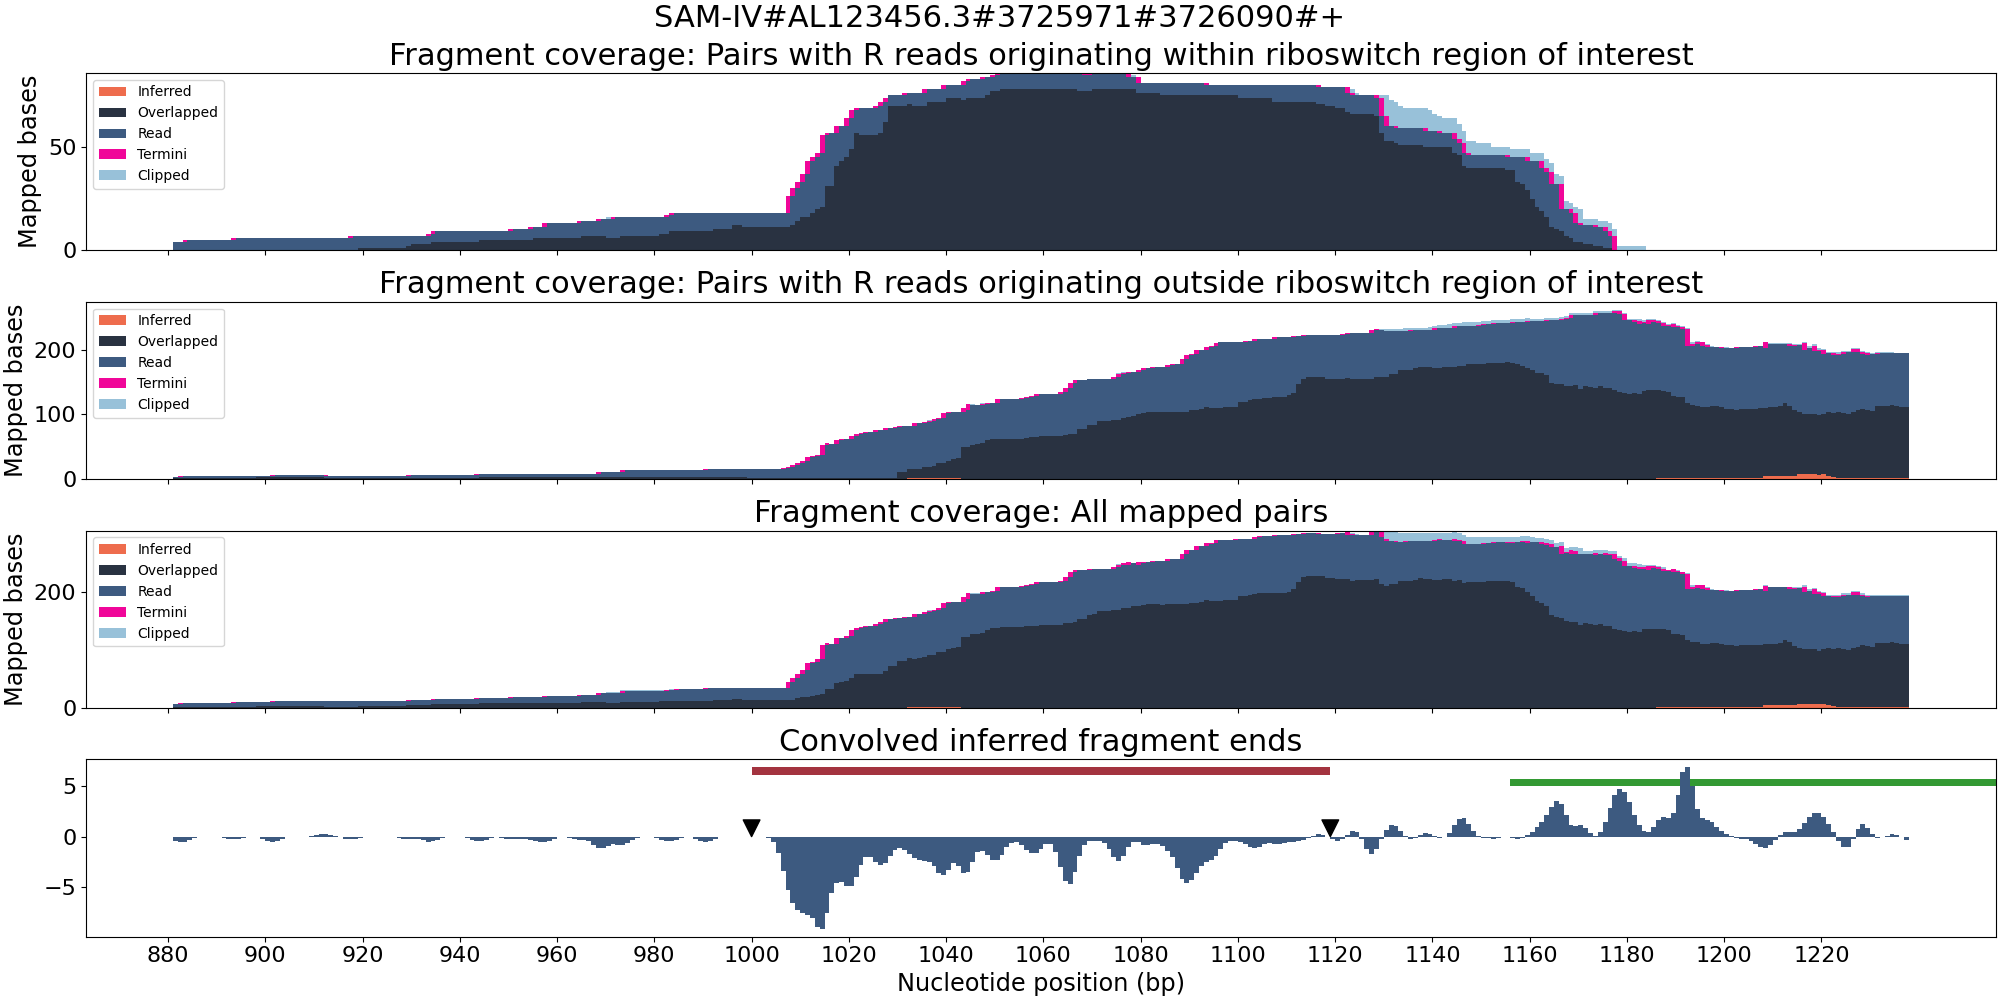 SAM-IV#AL123456.3#3725971#3726090#+
Fragment coverage: Pairs with R reads originating within riboswitch region of interest
Mapped bases
50
0
Inferred
Overlapped
Read
Termini
Clipped
Fragment coverage: Pairs with R reads originating outside riboswitch region of interest
Mapped bases
200
100
0
Inferred
Overlapped
Read
Termini
Clipped
Fragment coverage: All mapped pairs
Mapped bases
200
0
Inferred
Overlapped
Read
Termini
Clipped
Convolved inferred fragment ends
5
0
−5
880 900 920 940 960 980 1000 1020 1040 1060 1080 1100 1120 1140 1160 1180 1200 1220
Nucleotide position (bp)